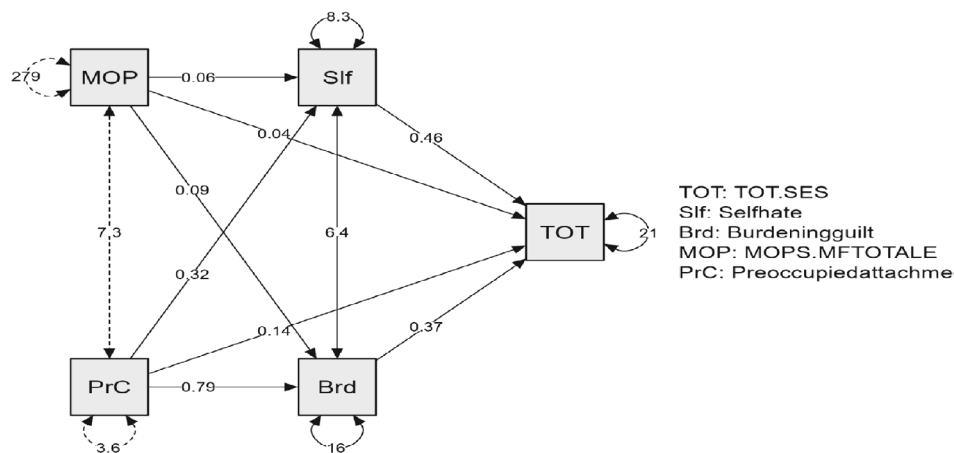 8.3
279
MOP
0.06
Slf
0.04
0.46
0.09
7.3
6.4
TOT
21
0.32
0.14
0.37
PrC
0.79
Brd
3.6
16
TOT: TOT.SES
Slf: Selfhate
Brd: Burdeningguilt
MOP: MOPS.MFTOTALE
PrC: Preoccupiedattachme